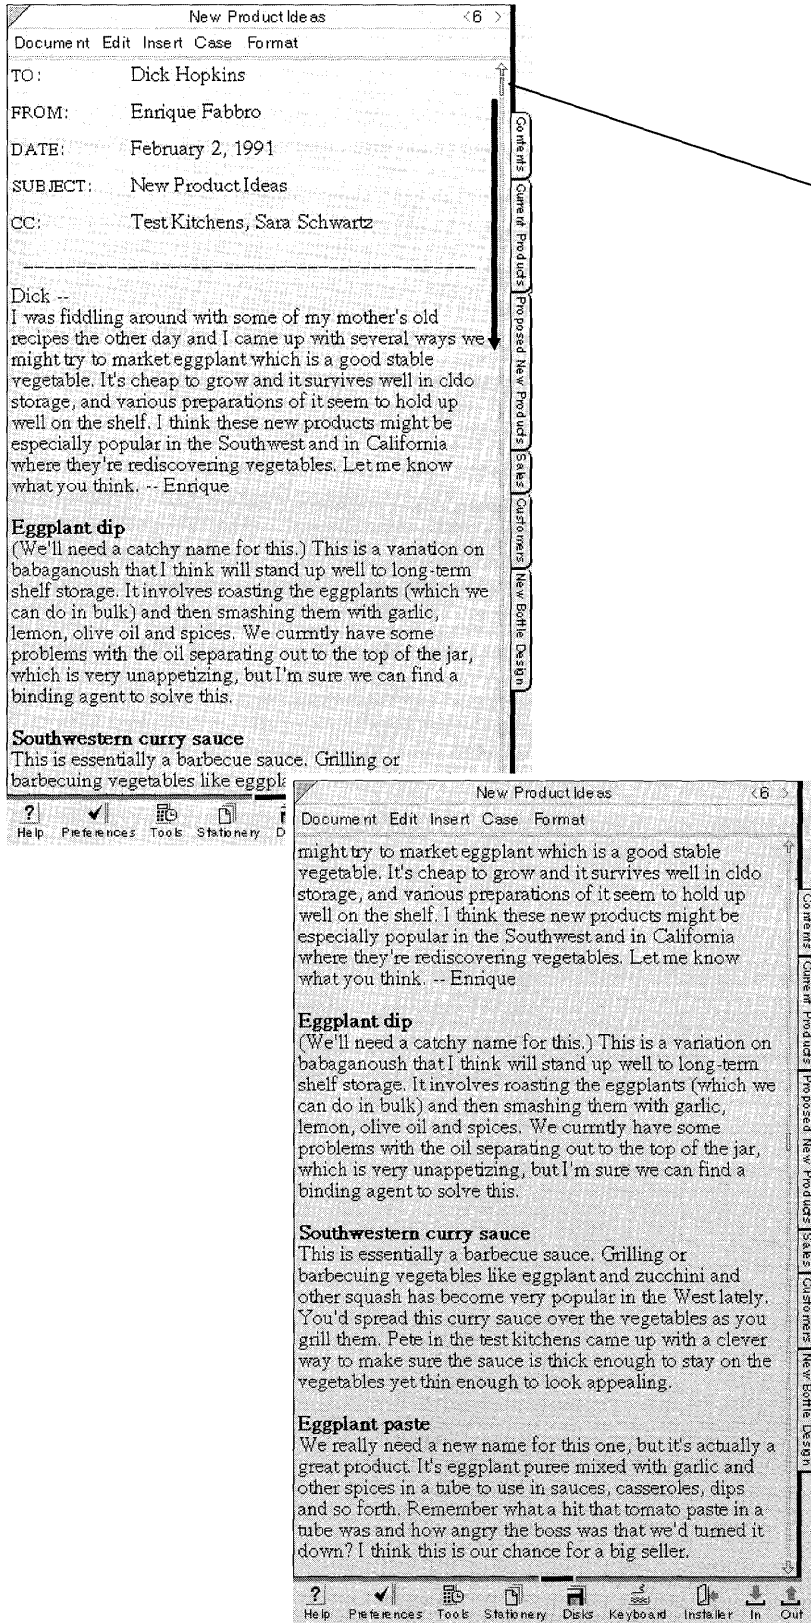 New Product Ideas <6 >
Document Edit Insert Case Format
TO: Dick Hopkins
FROM: Enrique Fabbro
DATE: February 2, 1991
SUBJECT: New Product Ideas
CC: Test Kitchens, Sara Schwartz
Dick --
I was fiddling around with some of my mother's old
recipes the other day and I came up with several ways we
might try to market eggplant which is a good stable
vegetable. It's cheap to grow and it survives well in cldo
storage, and various preparations of it seem to hold up
well on the shelf. I think these new products might be
especially popular in the Southwest and in California
where they're rediscovering vegetables. Let me know
what you think. -- Enrique
Eggplant dip
(We'll need a catchy name for this.) This is a variation on
babaganoush that I think will stand up well to long-term
shelf storage. It involves roasting the eggplants (which we
can do in bulk) and then smashing them with garlic,
lemon, olive oil and spices. We curmtly have some
problems with the oil separating out to the top of the jar,
which is very unappetizing, but I'm sure we can find a
binding agent to solve this.
Southwestern curry sauce
This is essentially a barbecue sauce. Grilling or
barbecuing vegetables like eggpla
Contents
Current Products
Proposed New Products
Sales
Customers
New Bottle Design
Help Preferences Tools Stationery D
New Product Ideas <6 >
Document Edit Insert Case Format
might try to market eggplant which is a good stable
vegetable. It's cheap to grow and it survives well in cldo
storage, and various preparations of it seem to hold up
well on the shelf. I think these new products might be
especially popular in the Southwest and in California
where they're rediscovering vegetables. Let me know
what you think. -- Enrique
Eggplant dip
(We'll need a catchy name for this.) This is a variation on
babaganoush that I think will stand up well to long-term
shelf storage. It involves roasting the eggplants (which we
can do in bulk) and then smashing them with garlic,
lemon, olive oil and spices. We curmtly have some
problems with the oil separating out to the top of the jar,
which is very unappetizing, but I'm sure we can find a
binding agent to solve this.
Southwestern curry sauce
This is essentially a barbecue sauce. Grilling or
barbecuing vegetables like eggplant and zucchini and
other squash has become very popular in the West lately.
You'd spread this curry sauce over the vegetables as you
grill them. Pete in the test kitchens came up with a clever
way to make sure the sauce is thick enough to stay on the
vegetables yet thin enough to look appealing.
Eggplant paste
We really need a new name for this one, but it's actually a
great product. It's eggplant puree mixed with garlic and
other spices in a tube to use in sauces, casseroles, dips
and so forth. Remember what a hit that tomato paste in a
tube was and how angry the boss was that we'd turned it
down? I think this is our chance for a big seller.
Contents
Current Products
Proposed New Products
Sales
Customers
New Bottle Design
Help Preferences Tools Stationery Disks Keyboard Installer In Out